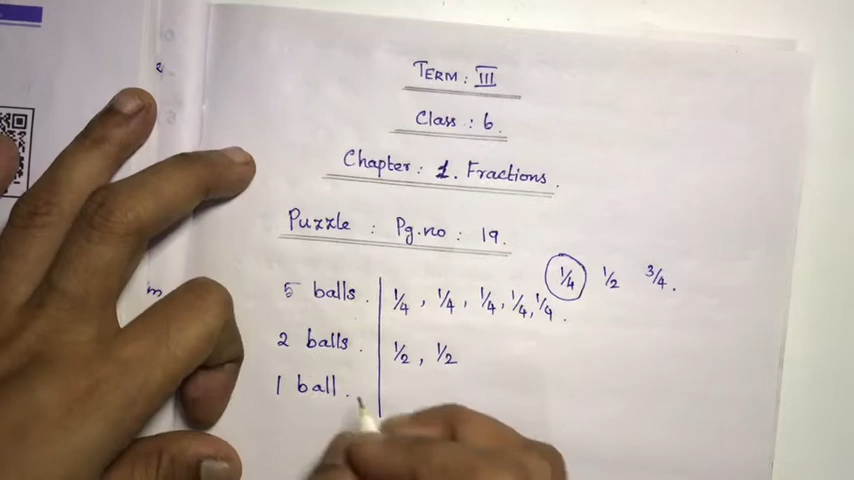 TERM : III
Class : 6.
Chapter : 1. Fractions.
Puzzle : Pg.no : 19.
1/4 1/2 3/4.
5 balls. 1/4, 1/4, 1/4, 1/4, 1/4.
2 balls. 1/2, 1/2
1 ball.